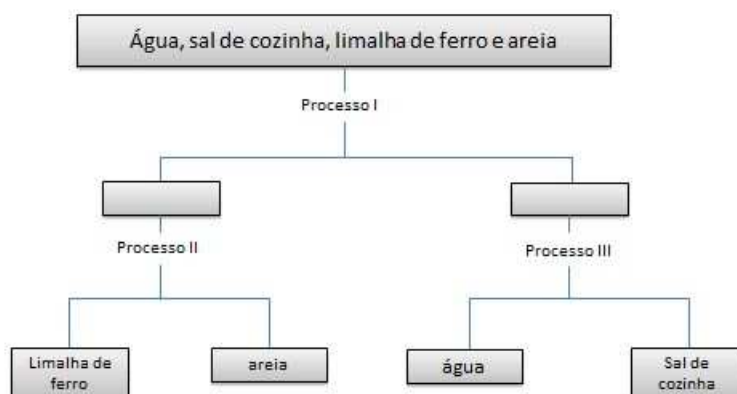 Água, sal de cozinha, limalha de ferro e areia
Processo I
Processo II
Processo III
Limalha de
ferro
areia
água
Sal de
cozinha